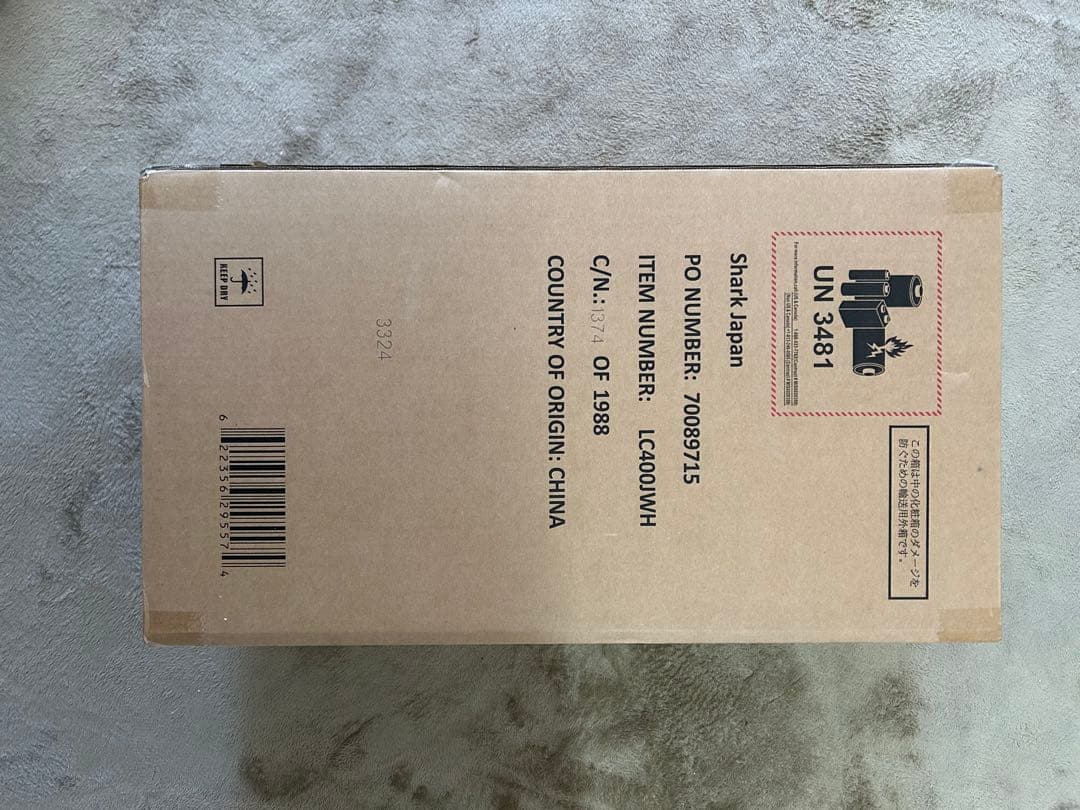 UN 3481
この箱は中の化粧箱のダメージを
防ぐための輸送用外箱です。
Shark Japan
PO NUMBER: 70089715
ITEM NUMBER: LC400JWH
C/N.:1374 OF 1988
COUNTRY OF ORIGIN: CHINA
3324
KEEP DRY
6 22356 29557 4